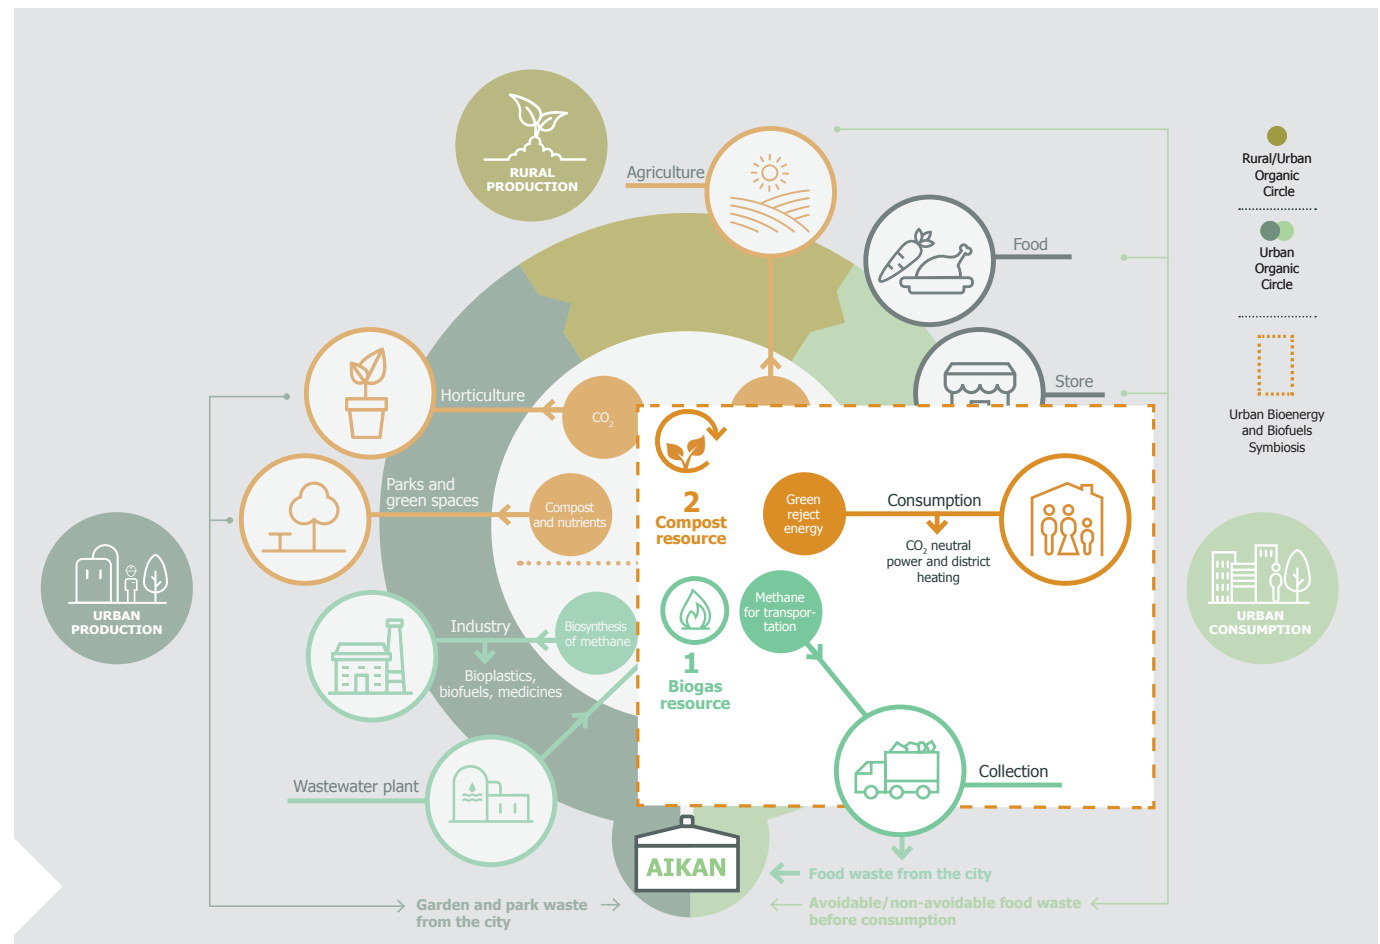 RURAL
PRODUCTION
Agriculture
Food
Store
Rural/Urban
Organic
Circle
Urban
Organic
Circle
Urban Bioenergy
and Biofuels
Symbiosis
Horticulture
CO2
Parks and
green spaces
Compost
and nutrients
2
Compost
resource
Green
reject
energy
Consumption
CO2 neutral
power and district
heating
URBAN
PRODUCTION
URBAN
CONSUMPTION
Industry
Bioplastics,
biofuels, medicines
Biosynthesis
of methane
1
Biogas
resource
Methane
for transpor-
tation
Collection
Wastewater plant
AIKAN
Food waste from the city
Garden and park waste
from the city
Avoidable/non-avoidable food waste
before consumption